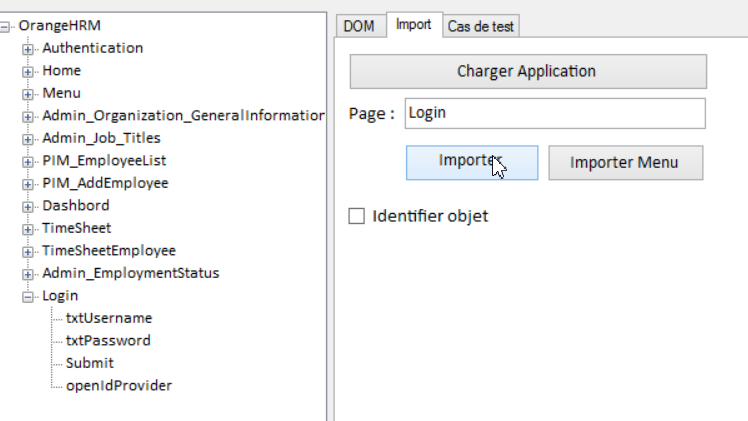 OrangeHRM
Authentication
Home
Menu
Admin_Organization_GeneralInformation
Admin_Job_Titles
PIM_EmployeeList
PIM_AddEmployee
Dashbord
TimeSheet
TimeSheetEmployee
Admin_EmploymentStatus
Login
txtUsername
txtPassword
Submit
openIdProvider
DOM Import Cas de test
Charger Application
Page : Login
Importer Importer Menu
Identifier objet